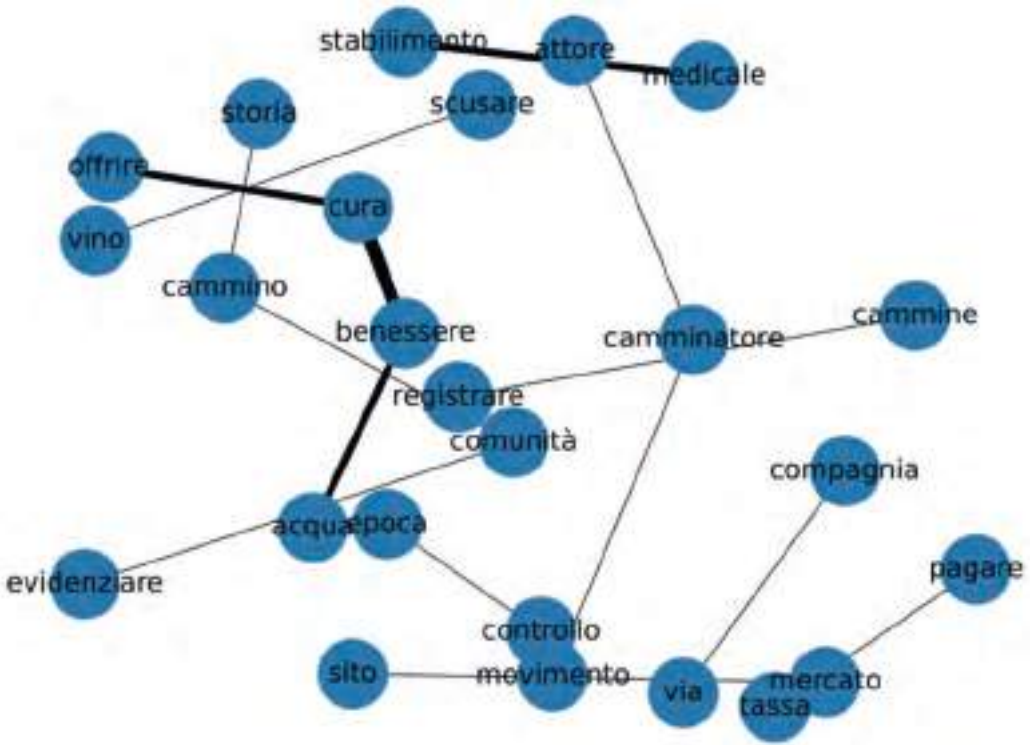 stabilimento
attore
medicale
scusare
storia
offrire
cura
vino
cammino
cammine
benessere
camminatore
registrare
comunità
compagnia
acqua
epoca
pagare
evidenziare
controllo
sito
movimento
mercato
via
tassa